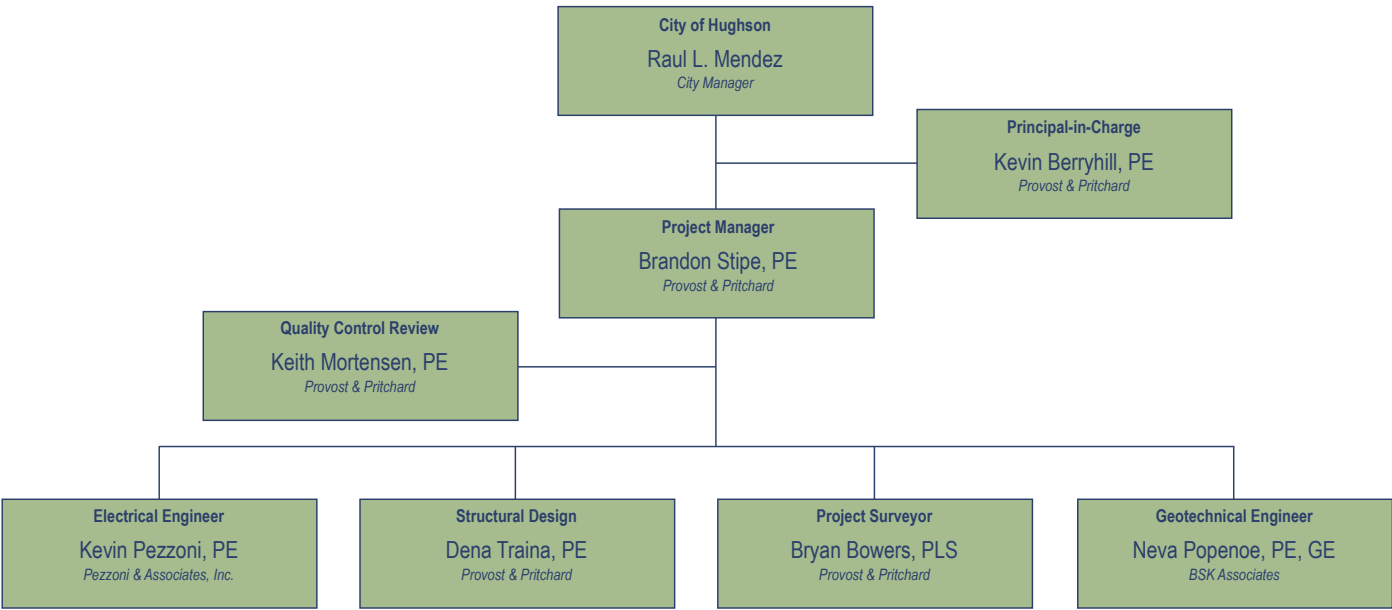 City of Hughson
Raul L. Mendez
City Manager
Principal-in-Charge
Kevin Berryhill, PE
Provost & Pritchard
Project Manager
Brandon Stipe, PE
Provost & Pritchard
Quality Control Review
Keith Mortensen, PE
Provost & Pritchard
Electrical Engineer
Kevin Pezzoni, PE
Pezzoni & Associates, Inc.
Structural Design
Dena Traina, PE
Provost & Pritchard
Project Surveyor
Bryan Bowers, PLS
Provost & Pritchard
Geotechnical Engineer
Neva Popenoe, PE, GE
BSK Associates